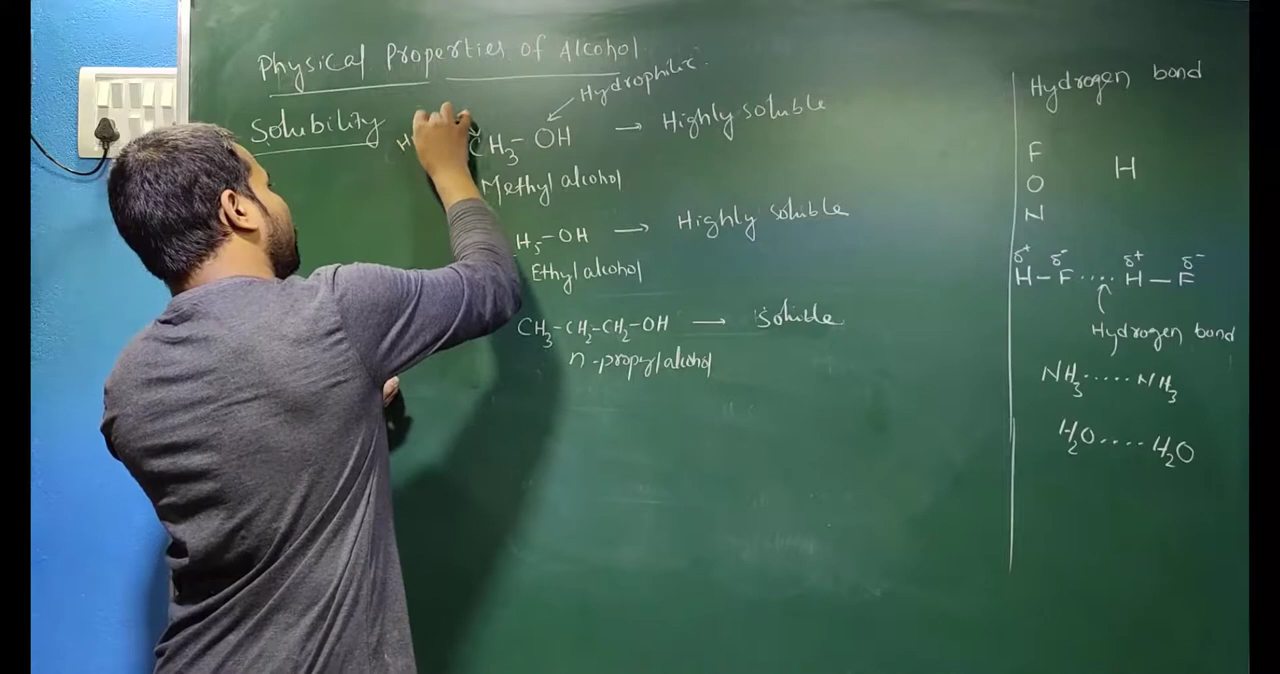 Physical Properties of Alcohol
Hydrophilic
Solubility
CH₃-OH → Highly soluble
Methyl alcohol
H₅-OH → Highly soluble
Ethyl alcohol
CH₃-CH₂-CH₂-OH → Soluble
n-propyl alcohol
Hydrogen bond
F
O H
N
δ⁺ δ⁻ δ⁺ δ⁻
H-F.....H-F
Hydrogen bond
NH₃.....NH₃
H₂O....H₂O